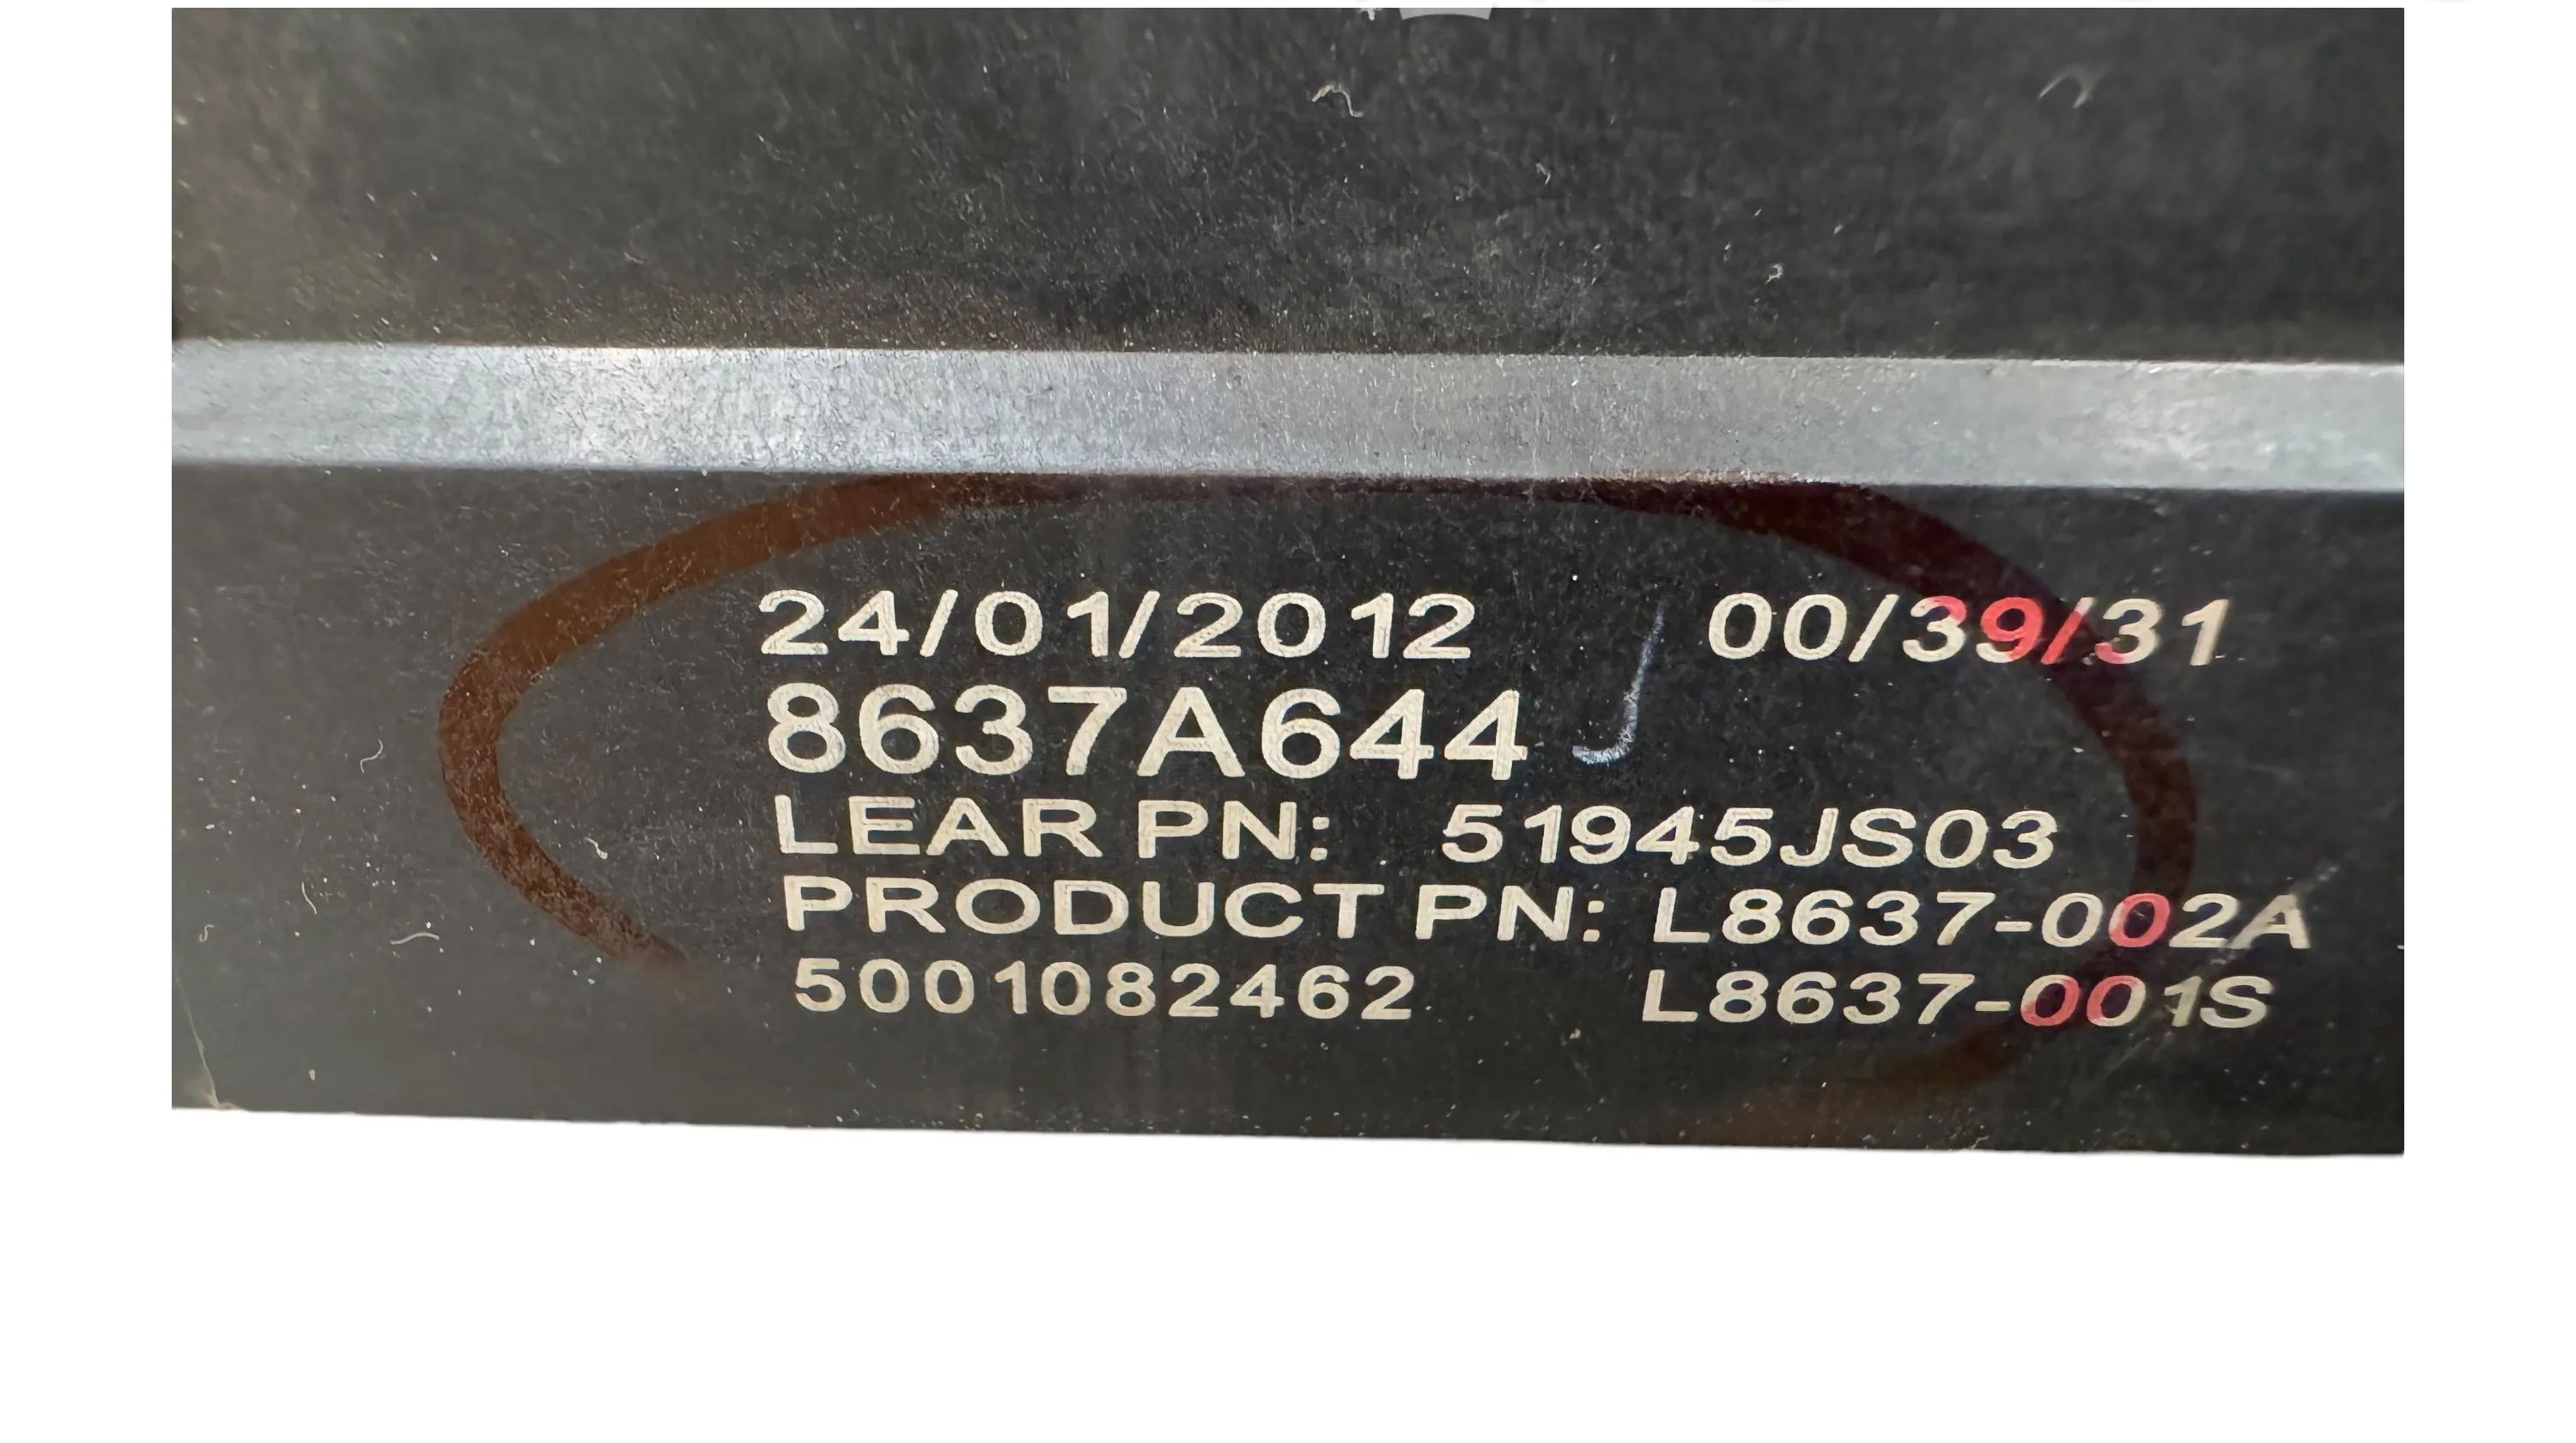 24/01/2012 00/39/31
8637A644
LEAR PN: 51945JS03
PRODUCT PN: L8637-002A
5001082462 L8637-001S